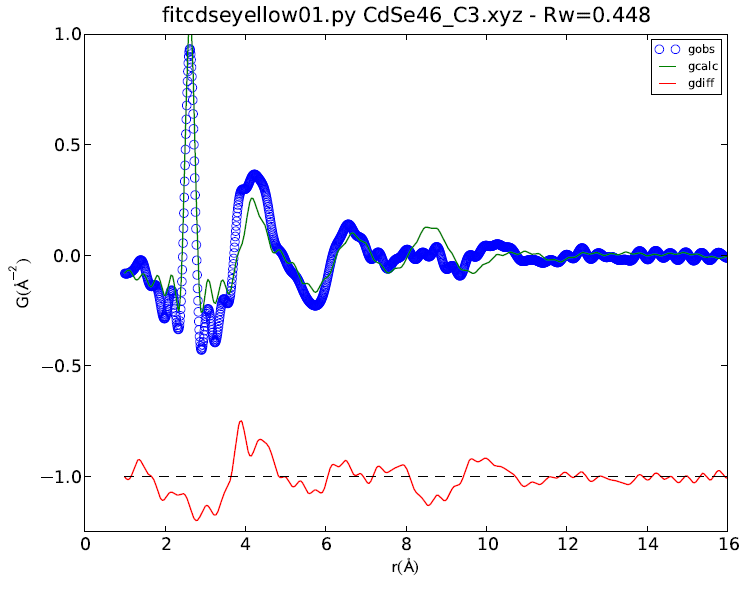 fitcdseyellow01.py CdSe46_C3.xyz - Rw=0.448
gobs
gcalc
gdiff
1.0
0.5
0.0
−0.5
−1.0
G(Å⁻²)
0 2 4 6 8 10 12 14 16
r(Å)